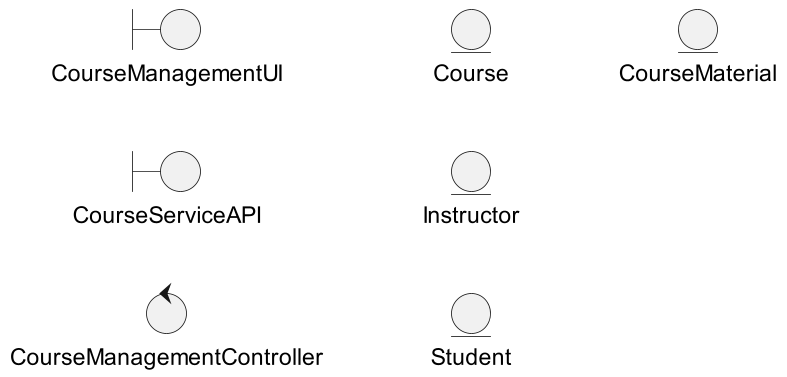 CourseManagementUI
Course
CourseMaterial
CourseServiceAPI
Instructor
CourseManagementController
Student